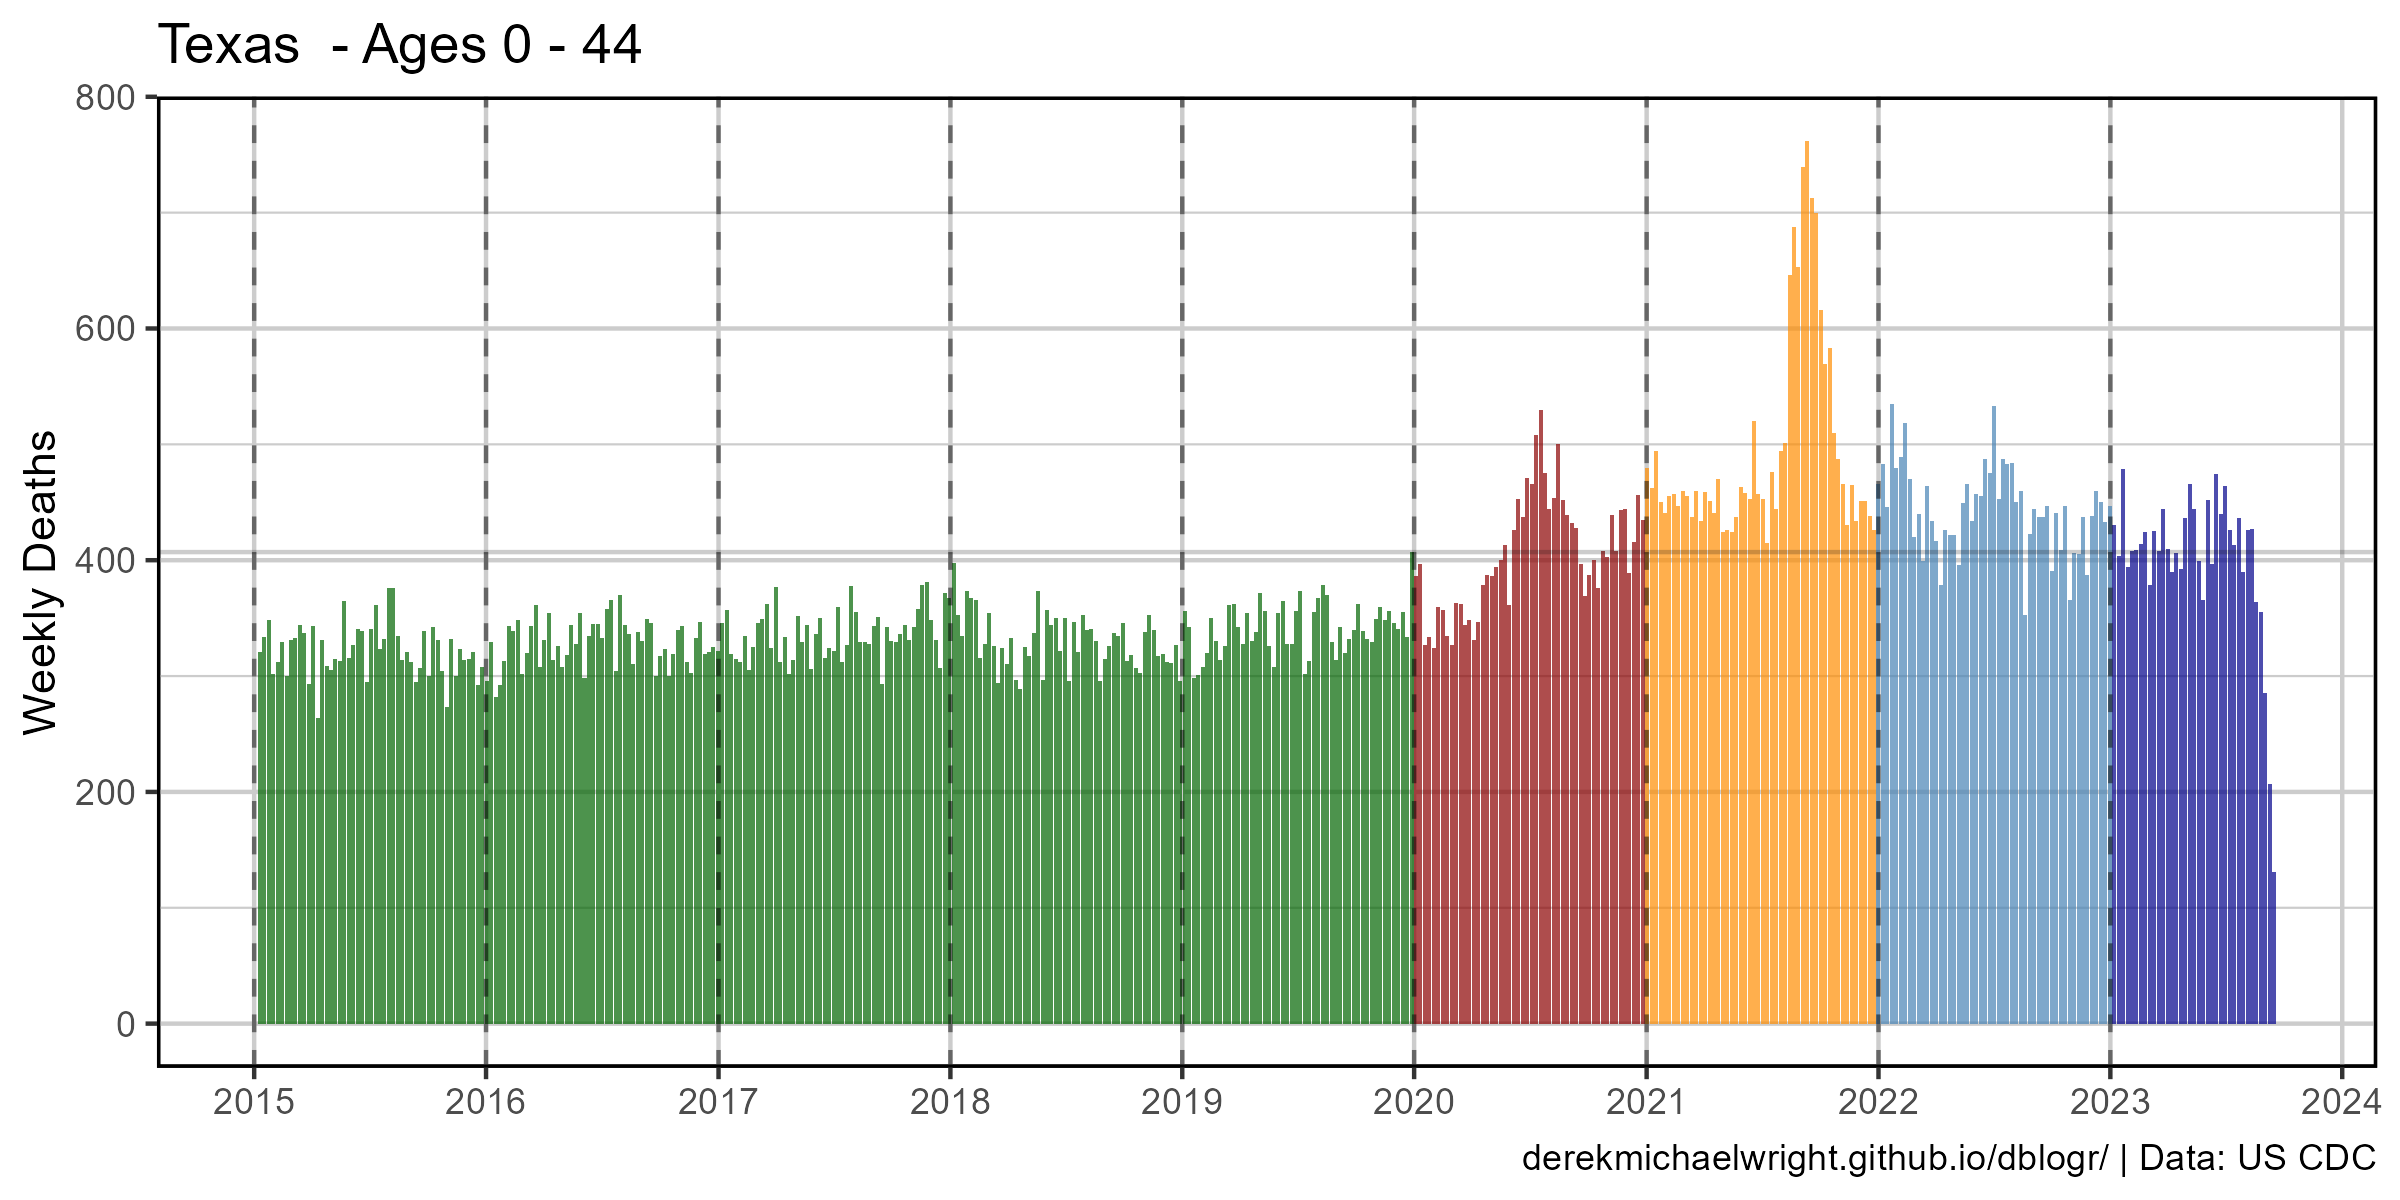 Texas  - Ages 0 - 44
Weekly Deaths
800
600
400
200
0
2015 2016 2017 2018 2019 2020 2021 2022 2023 2024
derekmichaelwright.github.io/dblogr/ | Data: US CDC